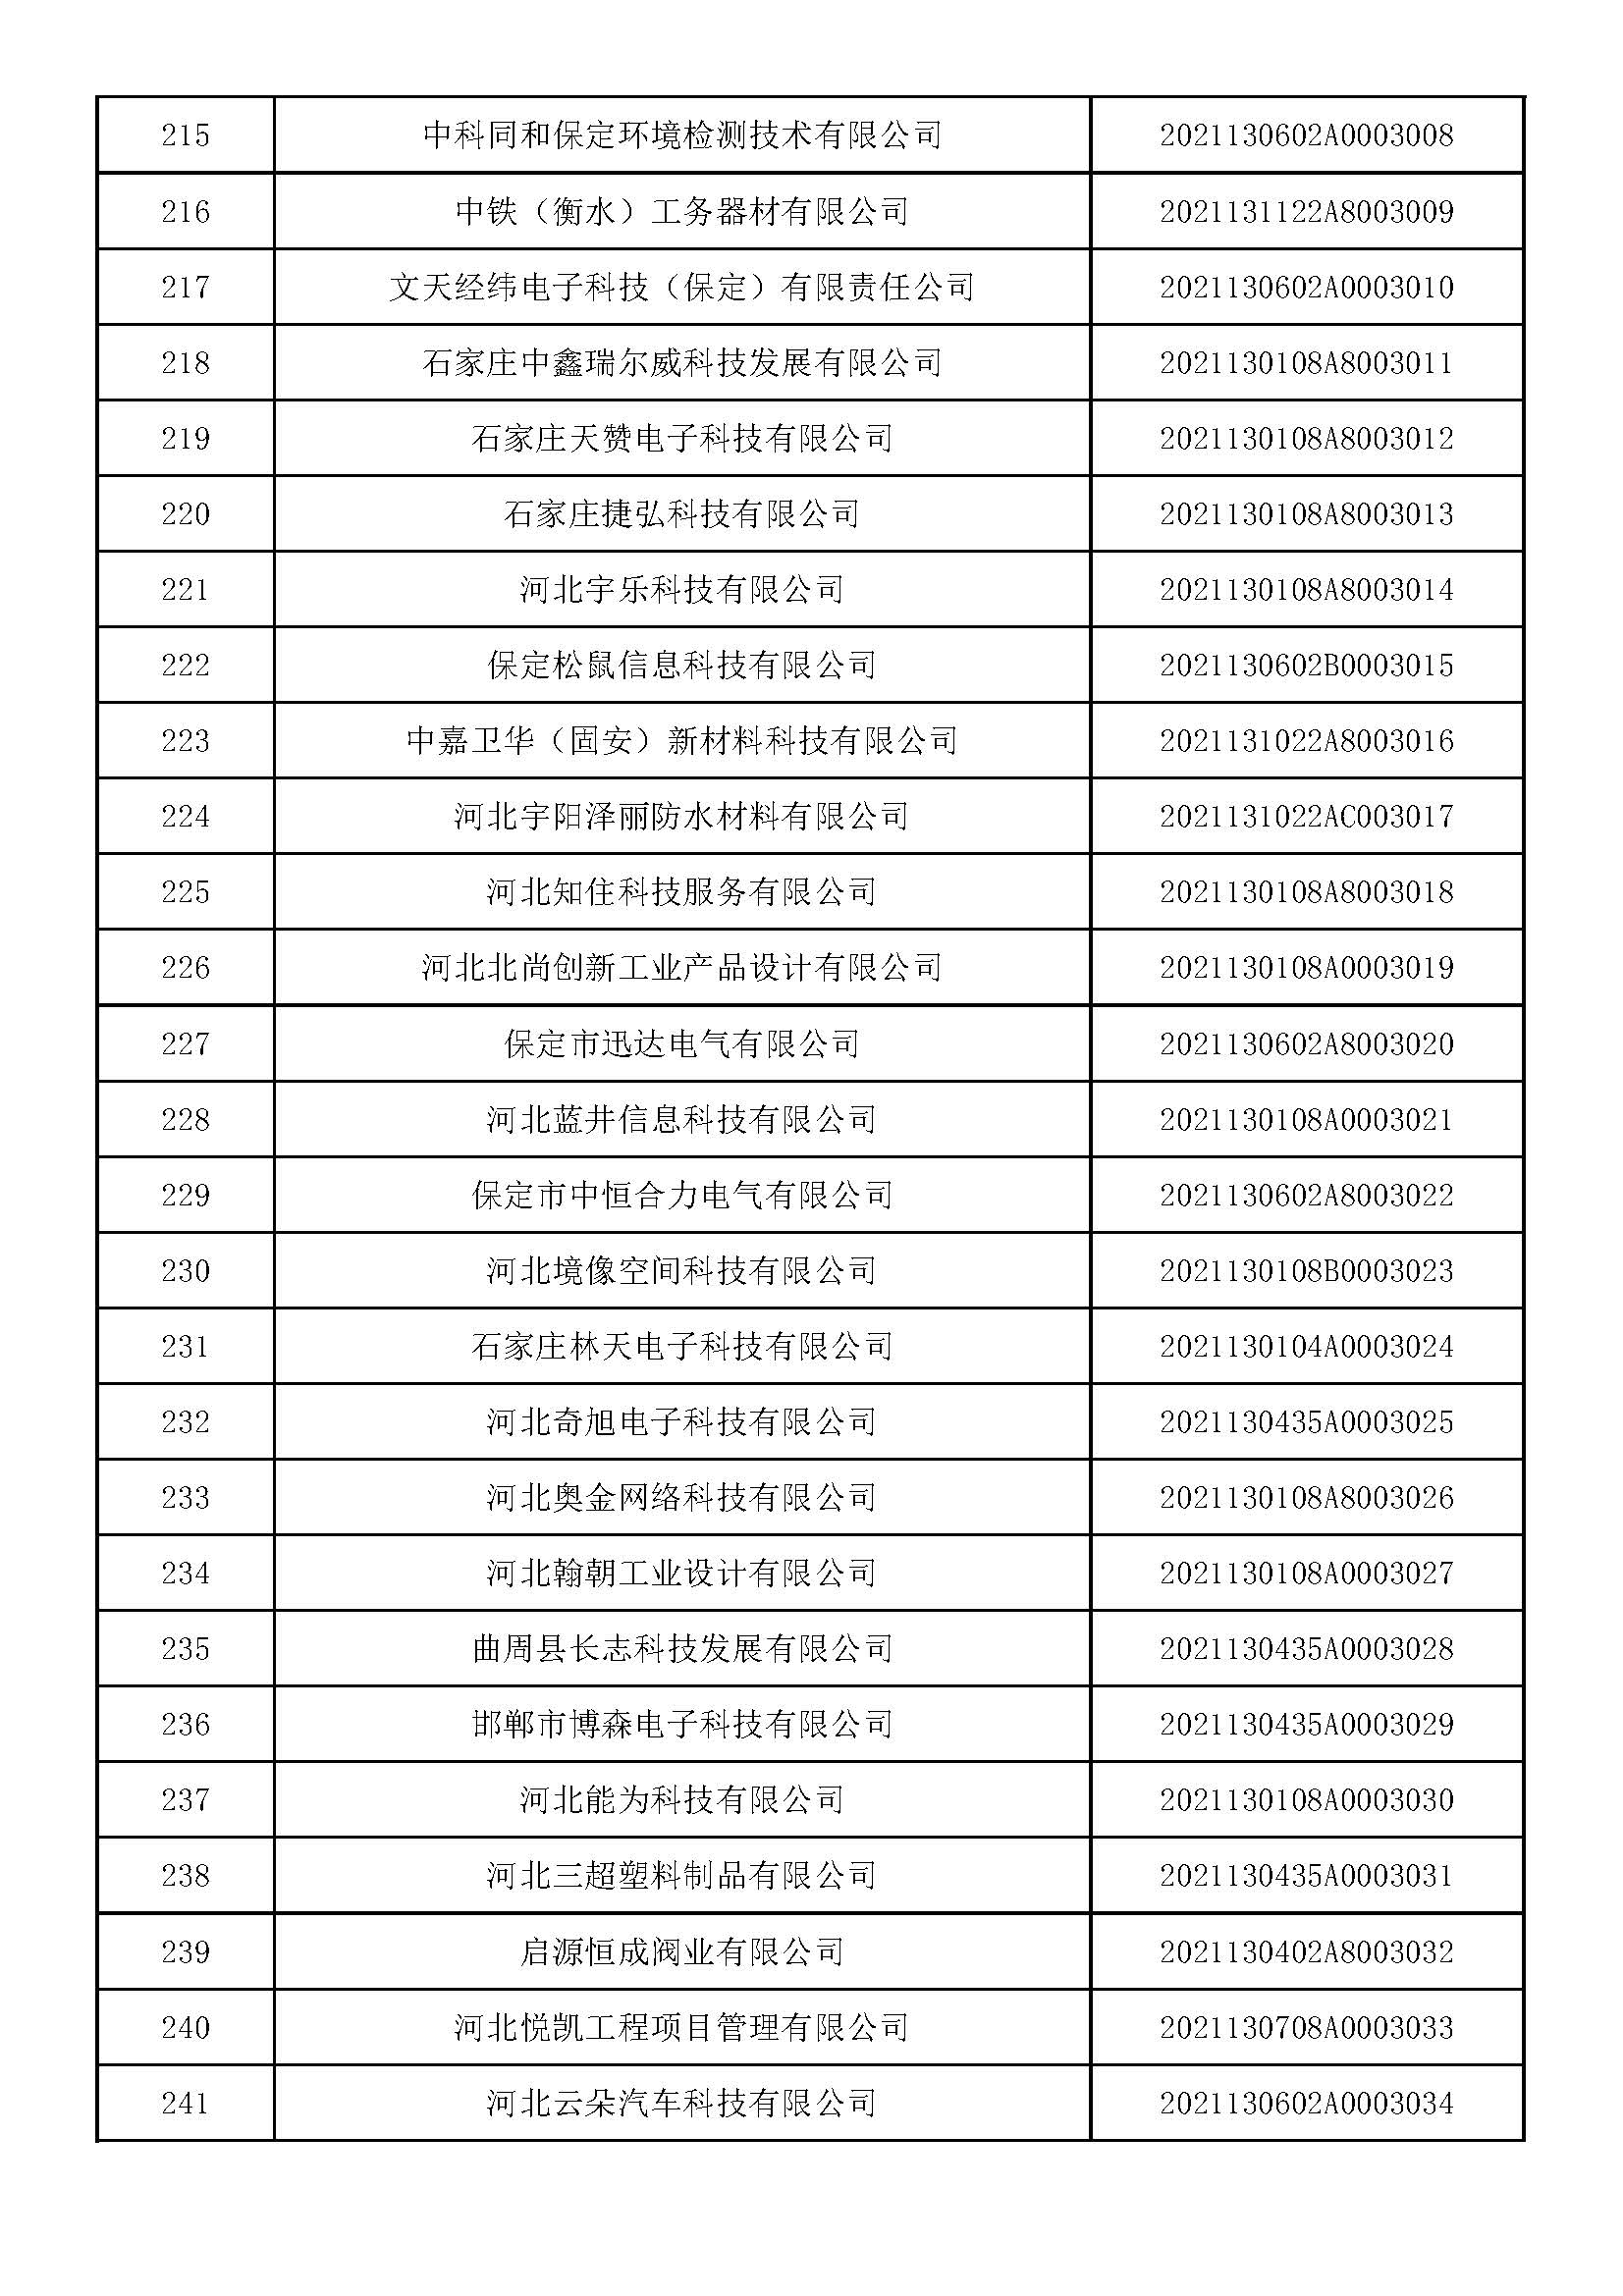 215 中科同和保定环境检测技术有限公司 2021130602A0003008
216 中铁（衡水）工务器材有限公司 2021131122A8003009
217 文天经纬电子科技（保定）有限责任公司 2021130602A0003010
218 石家庄中鑫瑞尔威科技发展有限公司 2021130108A8003011
219 石家庄天赞电子科技有限公司 2021130108A8003012
220 石家庄捷弘科技有限公司 2021130108A8003013
221 河北宇乐科技有限公司 2021130108A8003014
222 保定松鼠信息科技有限公司 2021130602B0003015
223 中嘉卫华（固安）新材料科技有限公司 2021131022A8003016
224 河北宇阳泽丽防水材料有限公司 2021131022AC003017
225 河北知住科技服务有限公司 2021130108A8003018
226 河北北尚创新工业产品设计有限公司 2021130108A0003019
227 保定市迅达电气有限公司 2021130602A8003020
228 河北蓝井信息科技有限公司 2021130108A0003021
229 保定市中恒合力电气有限公司 2021130602A8003022
230 河北境像空间科技有限公司 2021130108B0003023
231 石家庄林天电子科技有限公司 2021130104A0003024
232 河北奇旭电子科技有限公司 2021130435A0003025
233 河北奥金网络科技有限公司 2021130108A8003026
234 河北翰朝工业设计有限公司 2021130108A0003027
235 曲周县长志科技发展有限公司 2021130435A0003028
236 邯郸市博森电子科技有限公司 2021130435A0003029
237 河北能为科技有限公司 2021130108A0003030
238 河北三超塑料制品有限公司 2021130435A0003031
239 启源恒成阀业有限公司 2021130402A8003032
240 河北悦凯工程项目管理有限公司 2021130708A0003033
241 河北云朵汽车科技有限公司 2021130602A0003034